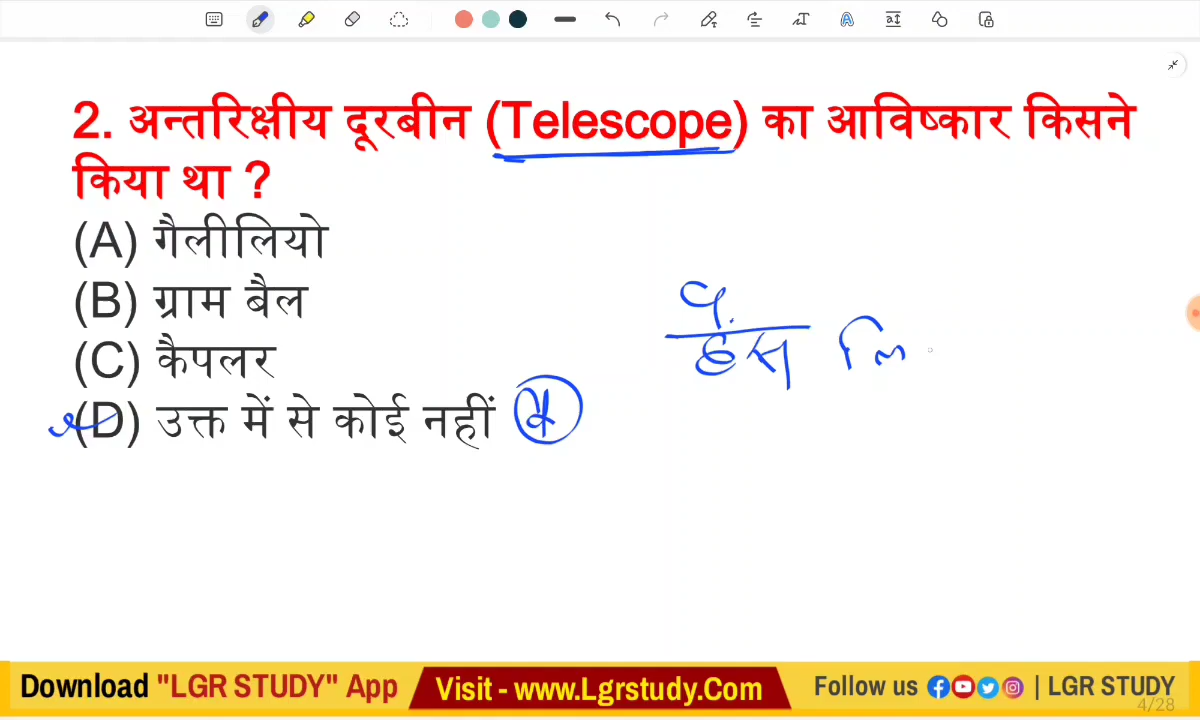 2. अन्तरिक्षीय दूरबीन (Telescope) का आविष्कार किसने
किया था ?
(A) गैलीलियो
(B) ग्राम बैल
(C) कैपलर
(D) उक्त में से कोई नहीं
हंस लि
Download "LGR STUDY" App
Visit - www.Lgrstudy.Com
Follow us | LGR STUDY
4/28